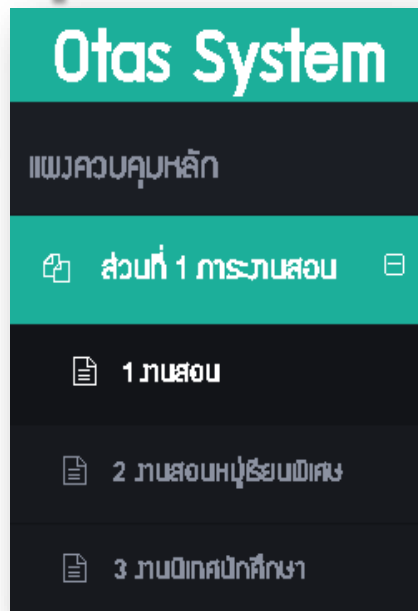 Otas System
แผงควบคุมหลัก
ส่วนที่ 1 ภาระงานสอน
1 งานสอน
2 งานสอนหมู่เรียนพิเศษ
3 งานนิเทศนักศึกษา